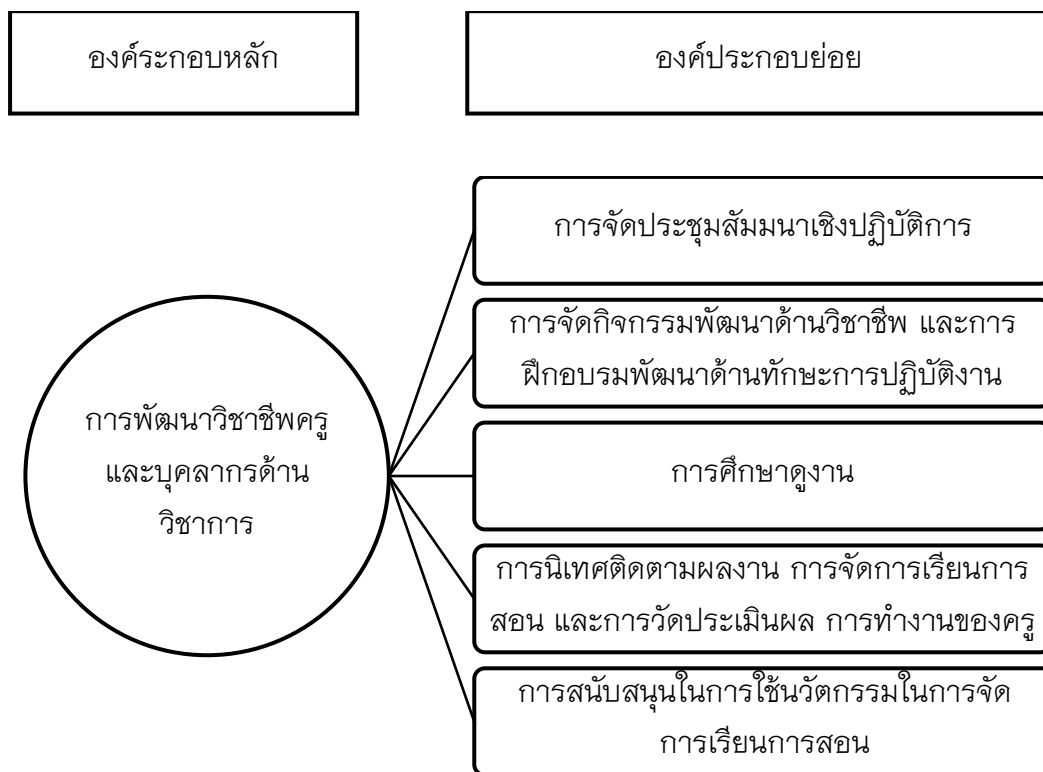 องค์ระกอบหลัก
องค์ประกอบย่อย
การจัดประชุมสัมมนาเชิงปฏิบัติการ
การจัดกิจกรรมพัฒนาด้านวิชาชีพ และการ
ฝึกอบรมพัฒนาด้านทักษะการปฏิบัติงาน
การพัฒนาวิชาชีพครู
และบุคลากรด้าน
วิชาการ
การศึกษาดูงาน
การนิเทศติดตามผลงาน การจัดการเรียนการ
สอน และการวัดประเมินผล การทำงานของครู
การสนับสนุนในการใช้นวัตกรรมในการจัด
การเรียนการสอน